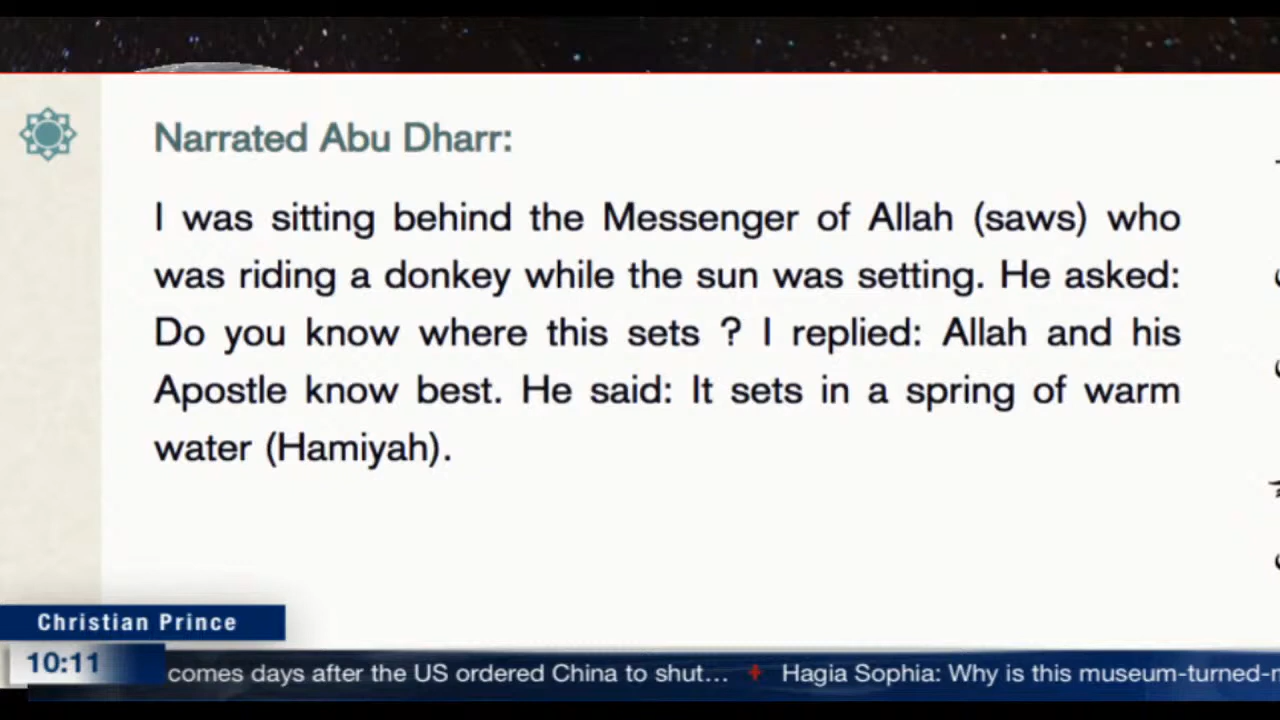 Narrated Abu Dharr:
I was sitting behind the Messenger of Allah (saws) who
was riding a donkey while the sun was setting. He asked:
Do you know where this sets ? I replied: Allah and his
Apostle know best. He said: It sets in a spring of warm
water (Hamiyah).
Christian Prince
10:11
comes days after the US ordered China to shut... Hagia Sophia: Why is this museum-turned-